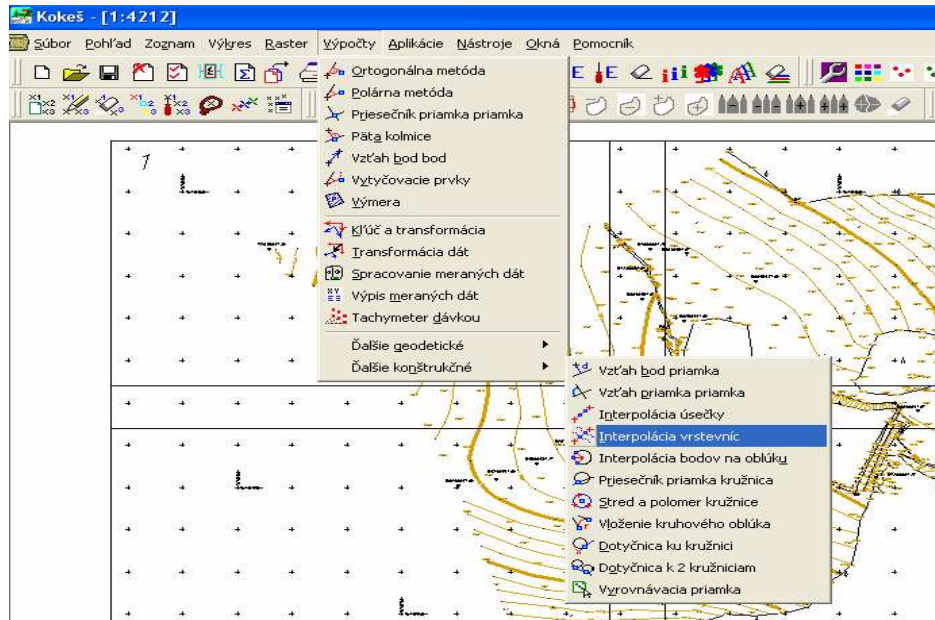 Kokeš - [1:4212]
Súbor Pohľad Zoznam Výkres Raster Výpočty Aplikácie Nástroje Okná Pomocník
Ortogonálna metóda
Polárna metóda
Priesečník priamka priamka
Päta kolmice
Vzťah bod bod
Vytyčovacie prvky
Výmera
Kľúč a transformácia
Transformácia dát
Spracovanie meraných dát
Výpis meraných dát
Tachymeter dávkou
Ďalšie geodetické
Ďalšie konštrukčné
Vzťah bod priamka
Vzťah priamka priamka
Interpolácia úsečky
Interpolácia vrstevníc
Interpolácia bodov na oblúku
Priesečník priamka kružnica
Stred a polomer kružnice
Vloženie kruhového oblúka
Dotyčnica ku kružnici
Dotyčnica k 2 kružniciam
Vyrovnávacia priamka
1